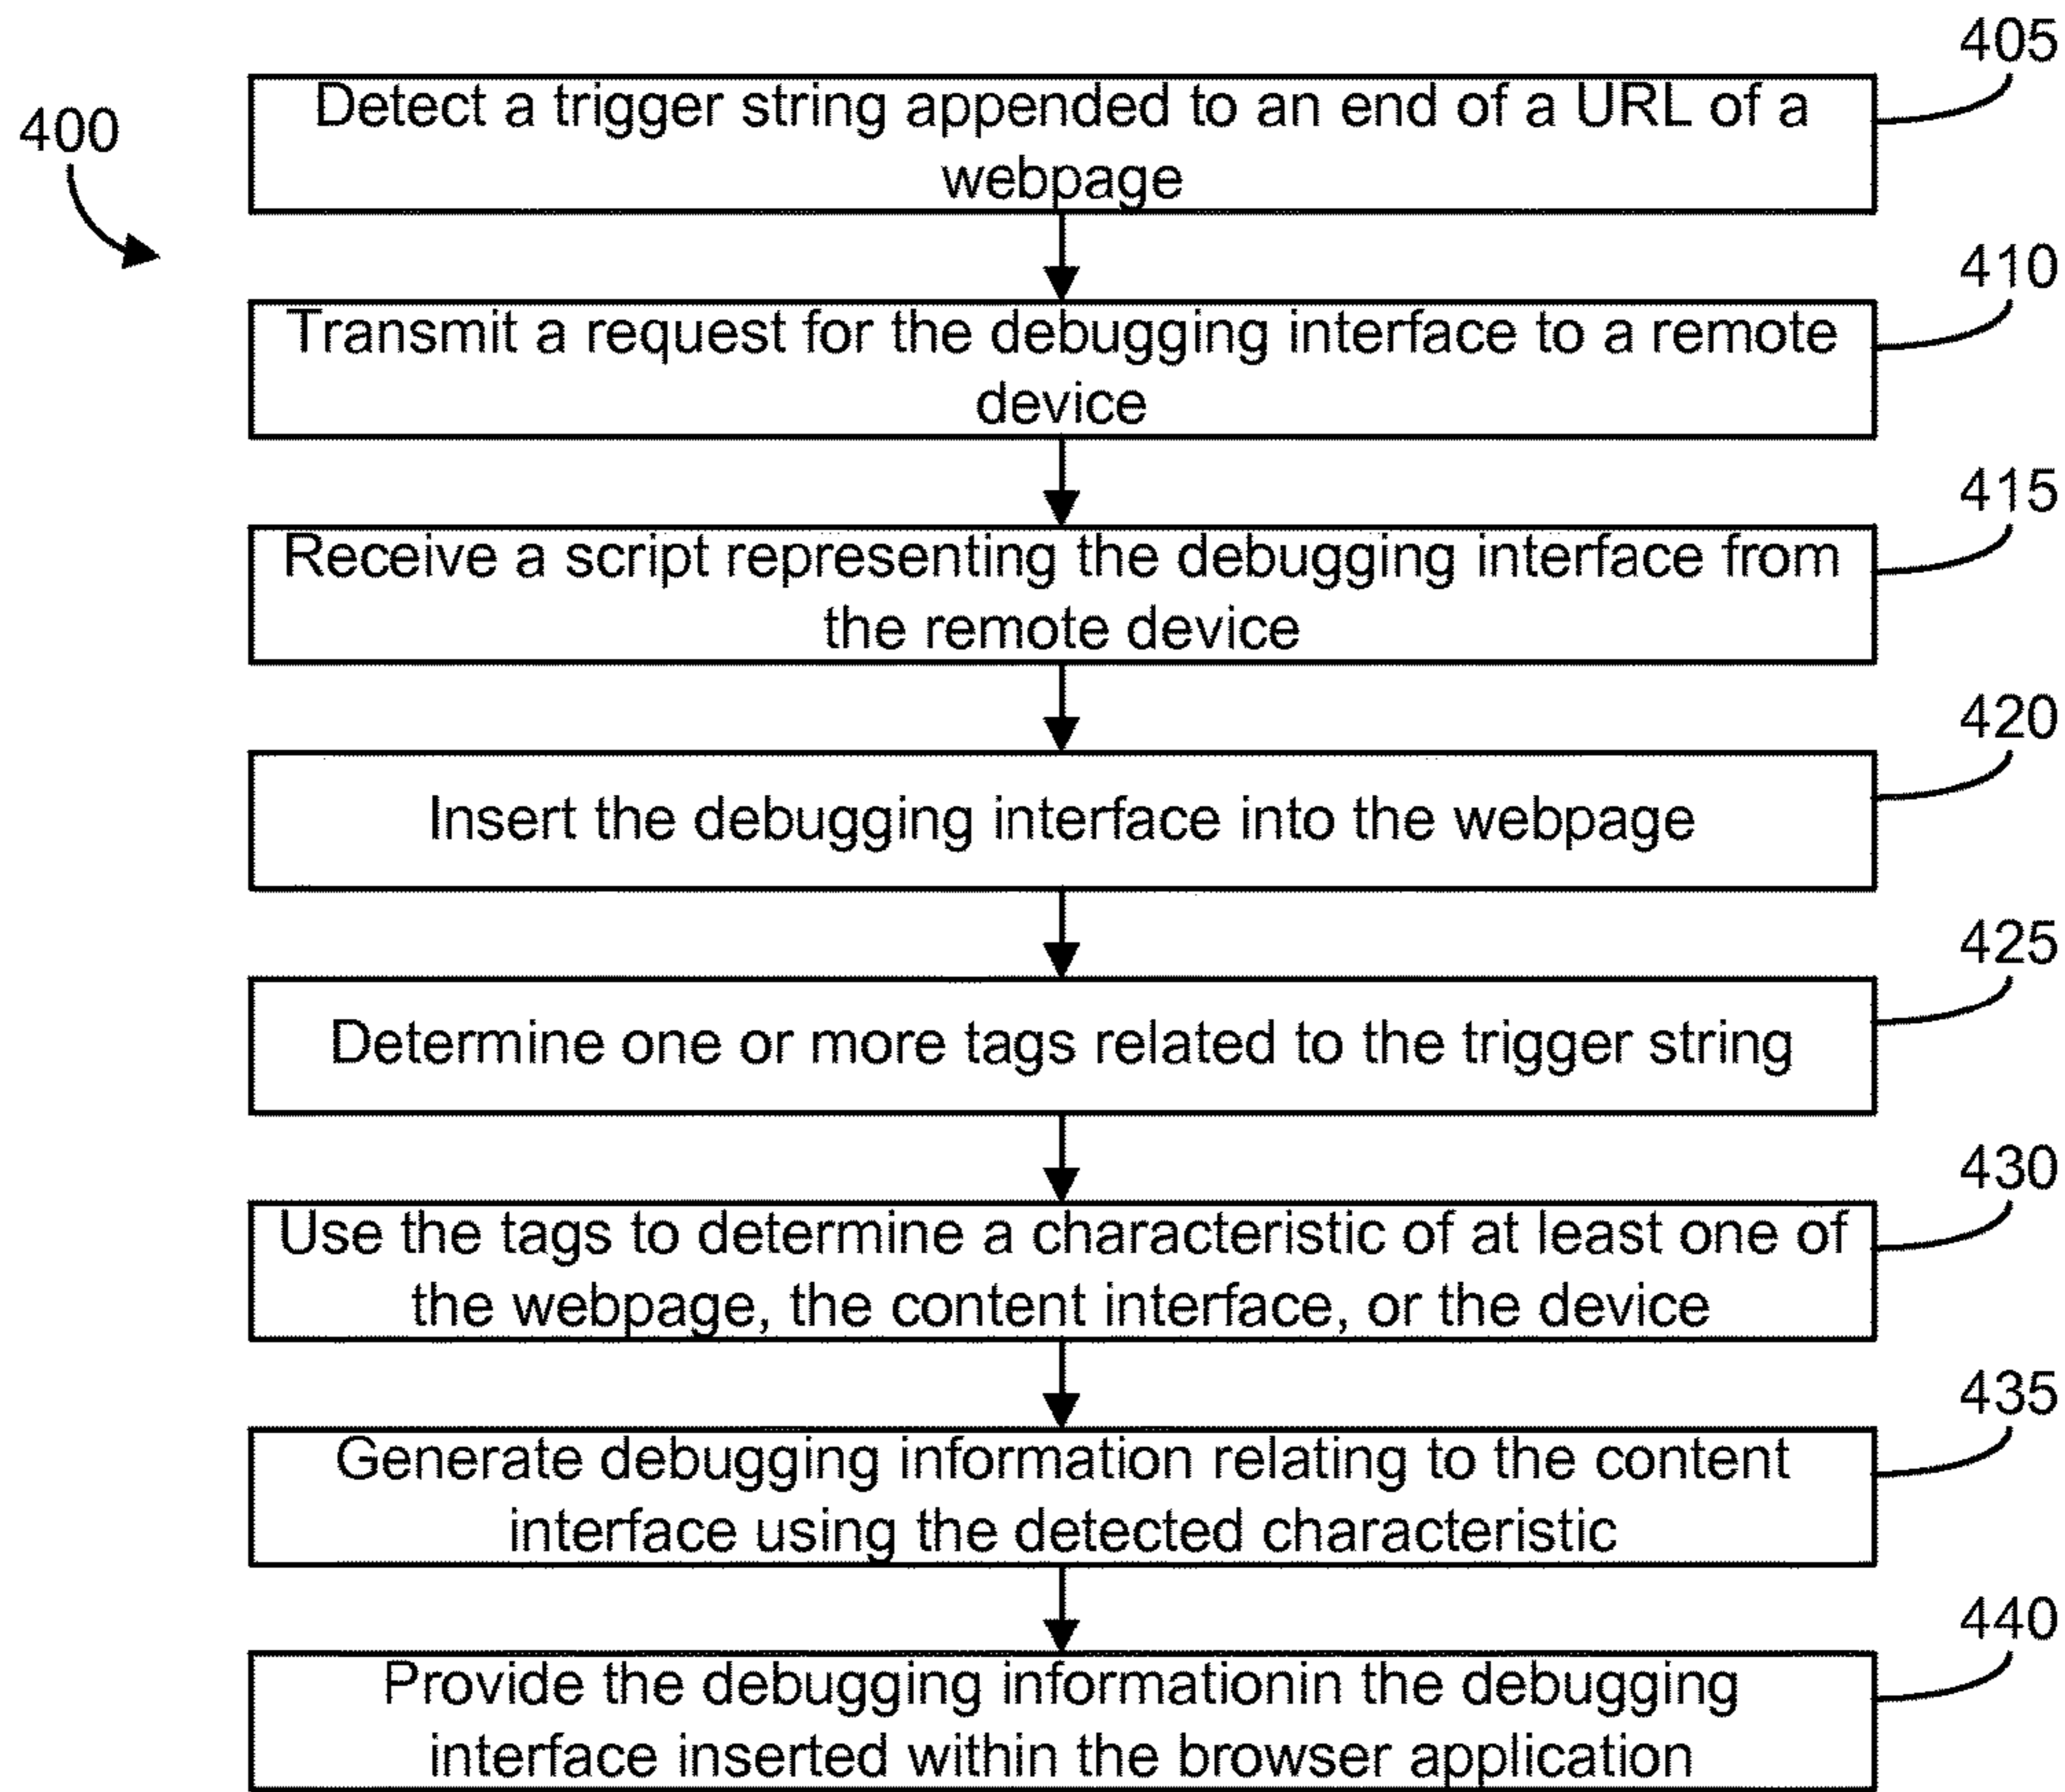 400
405
Detect a trigger string appended to an end of a URL of a
webpage
410
Transmit a request for the debugging interface to a remote
device
415
Receive a script representing the debugging interface from
the remote device
420
Insert the debugging interface into the webpage
425
Determine one or more tags related to the trigger string
430
Use the tags to determine a characteristic of at least one of
the webpage, the content interface, or the device
435
Generate debugging information relating to the content
interface using the detected characteristic
440
Provide the debugging informationin the debugging
interface inserted within the browser application